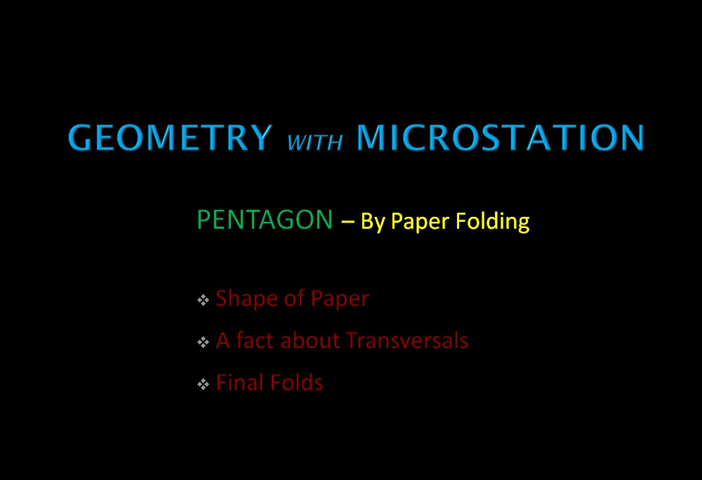 GEOMETRY WITH MICROSTATION
PENTAGON – By Paper Folding
❖ Shape of Paper
❖ A fact about Transversals
❖ Final Folds